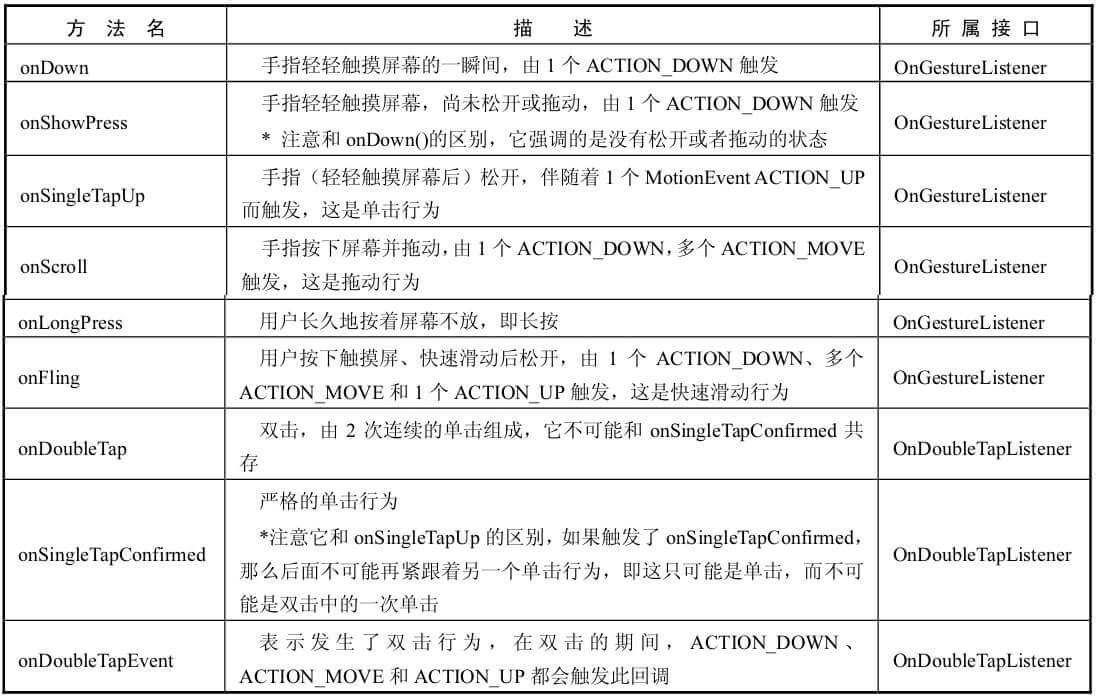 方 法 名 描 述 所 属 接 口
onDown 手指轻轻触摸屏幕的一瞬间，由 1 个 ACTION_DOWN 触发 OnGestureListener
onShowPress 手指轻轻触摸屏幕，尚未松开或拖动，由 1 个 ACTION_DOWN 触发 OnGestureListener
* 注意和 onDown()的区别，它强调的是没有松开或者拖动的状态
onSingleTapUp 手指（轻轻触摸屏幕后）松开，伴随着 1 个 MotionEvent ACTION_UP OnGestureListener
而触发，这是单击行为
onScroll 手指按下屏幕并拖动，由 1 个 ACTION_DOWN，多个 ACTION_MOVE OnGestureListener
触发，这是拖动行为
onLongPress 用户长久地按着屏幕不放，即长按 OnGestureListener
onFling 用户按下触摸屏、快速滑动后松开，由 1 个 ACTION_DOWN、多个 OnGestureListener
ACTION_MOVE 和 1 个 ACTION_UP 触发，这是快速滑动行为
onDoubleTap 双击，由 2 次连续的单击组成，它不可能和 onSingleTapConfirmed 共 OnDoubleTapListener
存
onSingleTapConfirmed 严格的单击行为 OnDoubleTapListener
*注意它和 onSingleTapUp 的区别，如果触发了 onSingleTapConfirmed，
那么后面不可能再紧跟着另一个单击行为，即这只可能是单击，而不可
能是双击中的一次单击
onDoubleTapEvent 表示发生了双击行为，在双击的期间，ACTION_DOWN、 OnDoubleTapListener
ACTION_MOVE 和 ACTION_UP 都会触发此回调